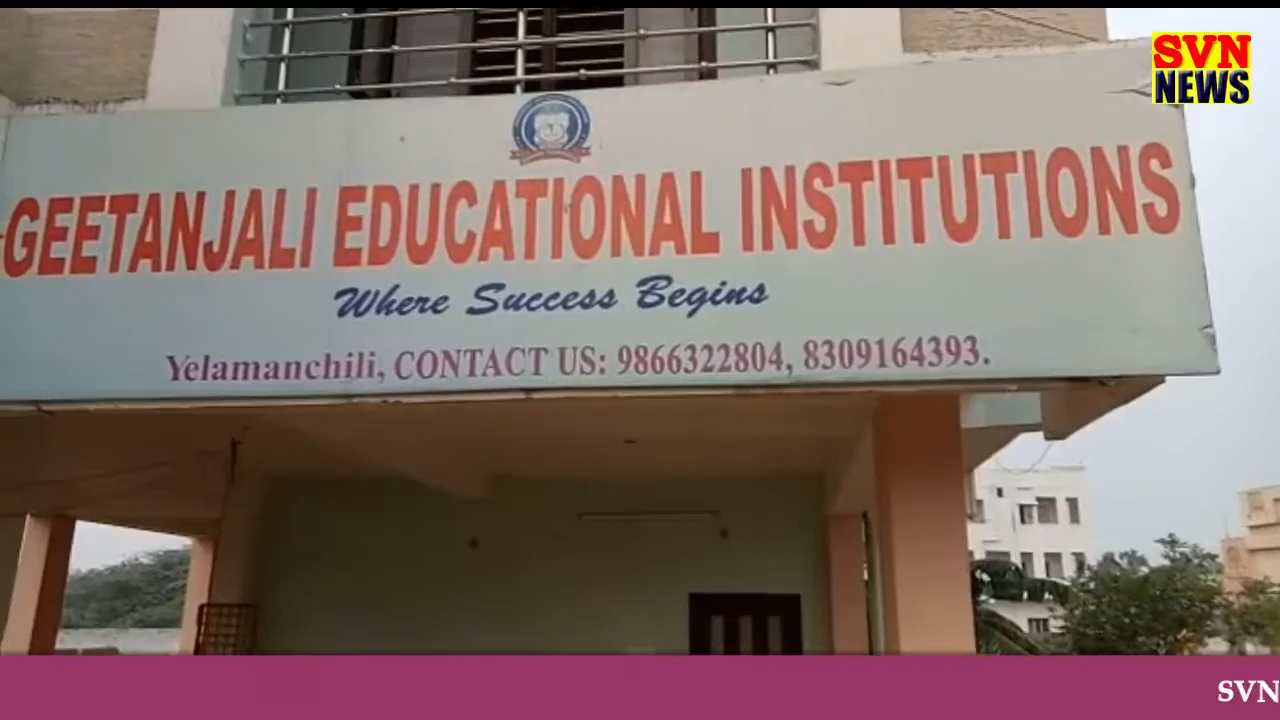 SVN
NEWS
GEETANJALI EDUCATIONAL INSTITUTIONS
Where Success Begins
Yelamanchili, CONTACT US: 9866322804, 8309164393.
SVN